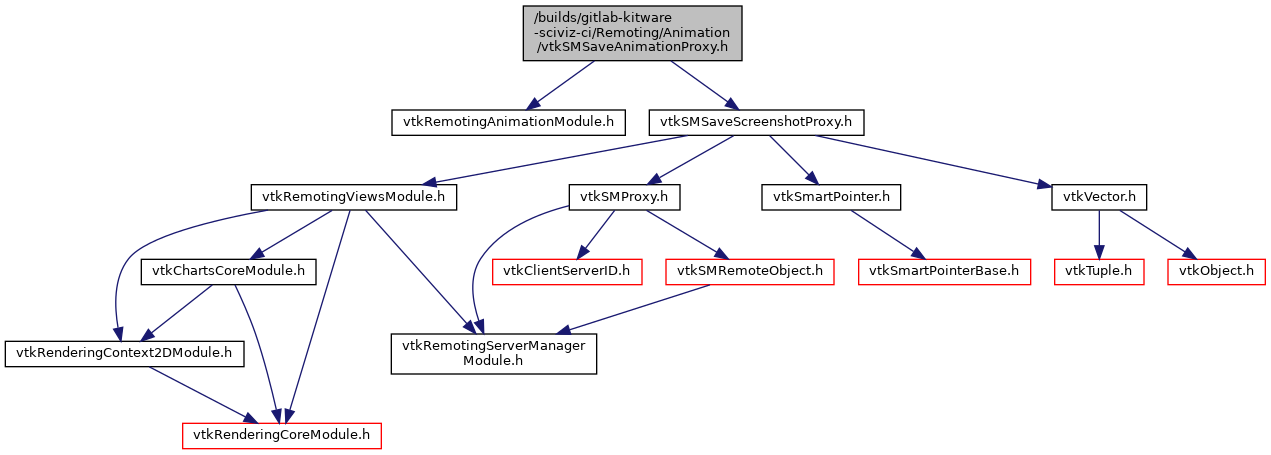 /builds/gitlab-kitware
-sciviz-ci/Remoting/Animation
/vtkSMSaveAnimationProxy.h
vtkRemotingAnimationModule.h
vtkSMSaveScreenshotProxy.h
vtkRemotingViewsModule.h
vtkSMProxy.h
vtkSmartPointer.h
vtkVector.h
vtkChartsCoreModule.h
vtkClientServerID.h
vtkSMRemoteObject.h
vtkSmartPointerBase.h
vtkTuple.h
vtkObject.h
vtkRenderingContext2DModule.h
vtkRemotingServerManager
Module.h
vtkRenderingCoreModule.h